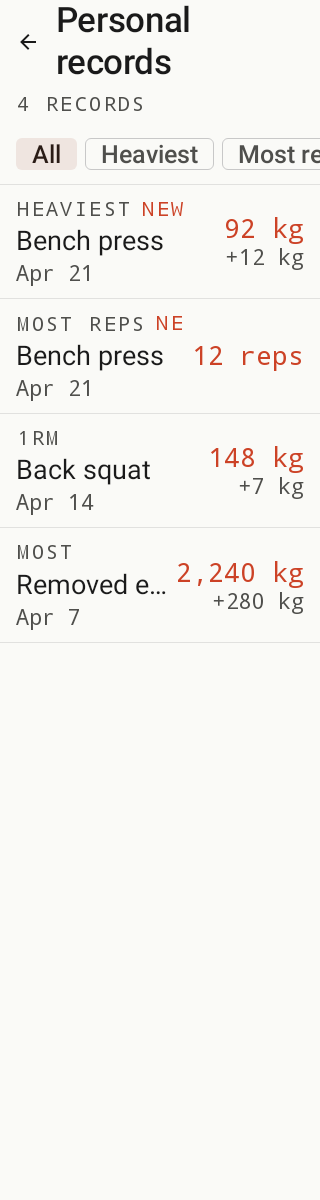 Personal
records
4 RECORDS
All
Heaviest
Most re
HEAVIEST NEW
Bench press
Apr 21
92 kg
+12 kg
MOST REPS NE
Bench press
Apr 21
12 reps
1RM
Back squat
Apr 14
148 kg
+7 kg
MOST
Removed e...
Apr 7
2,240 kg
+280 kg